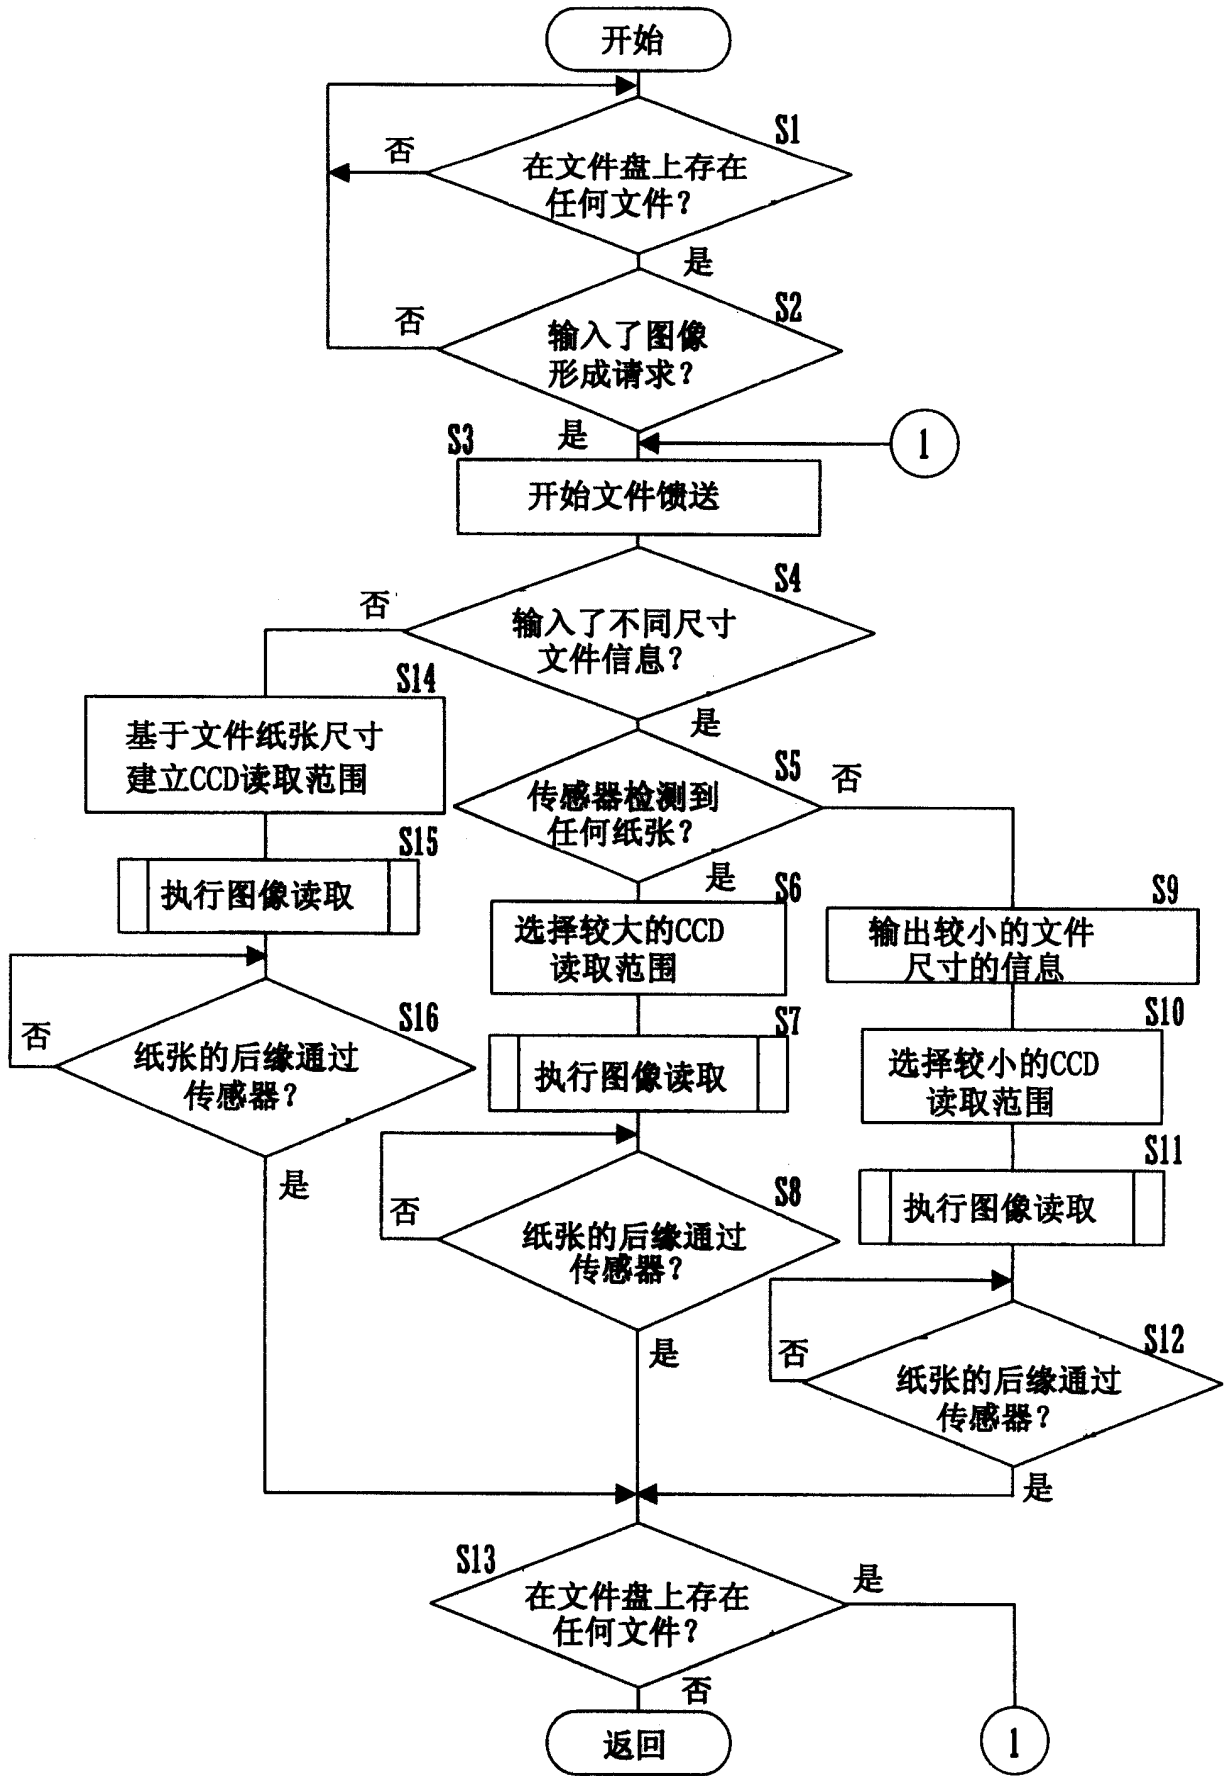 开始
S1
否
在文件盘上存在
任何文件?
是
S2
否
输入了图像
形成请求?
是
1
S3
开始文件馈送
S4
否
输入了不同尺寸
文件信息?
是
S14
基于文件纸张尺寸
建立CCD读取范围
S5
否
传感器检测到
任何纸张?
是
S15
执行图像读取
S6
选择较大的CCD
读取范围
S9
输出较小的文件
尺寸的信息
S16
否
纸张的后缘通过
传感器?
是
S7
执行图像读取
S10
选择较小的CCD
读取范围
S8
否
纸张的后缘通过
传感器?
是
S11
执行图像读取
S12
否
纸张的后缘通过
传感器?
是
S13
在文件盘上存在
任何文件?
是
否
返回
1